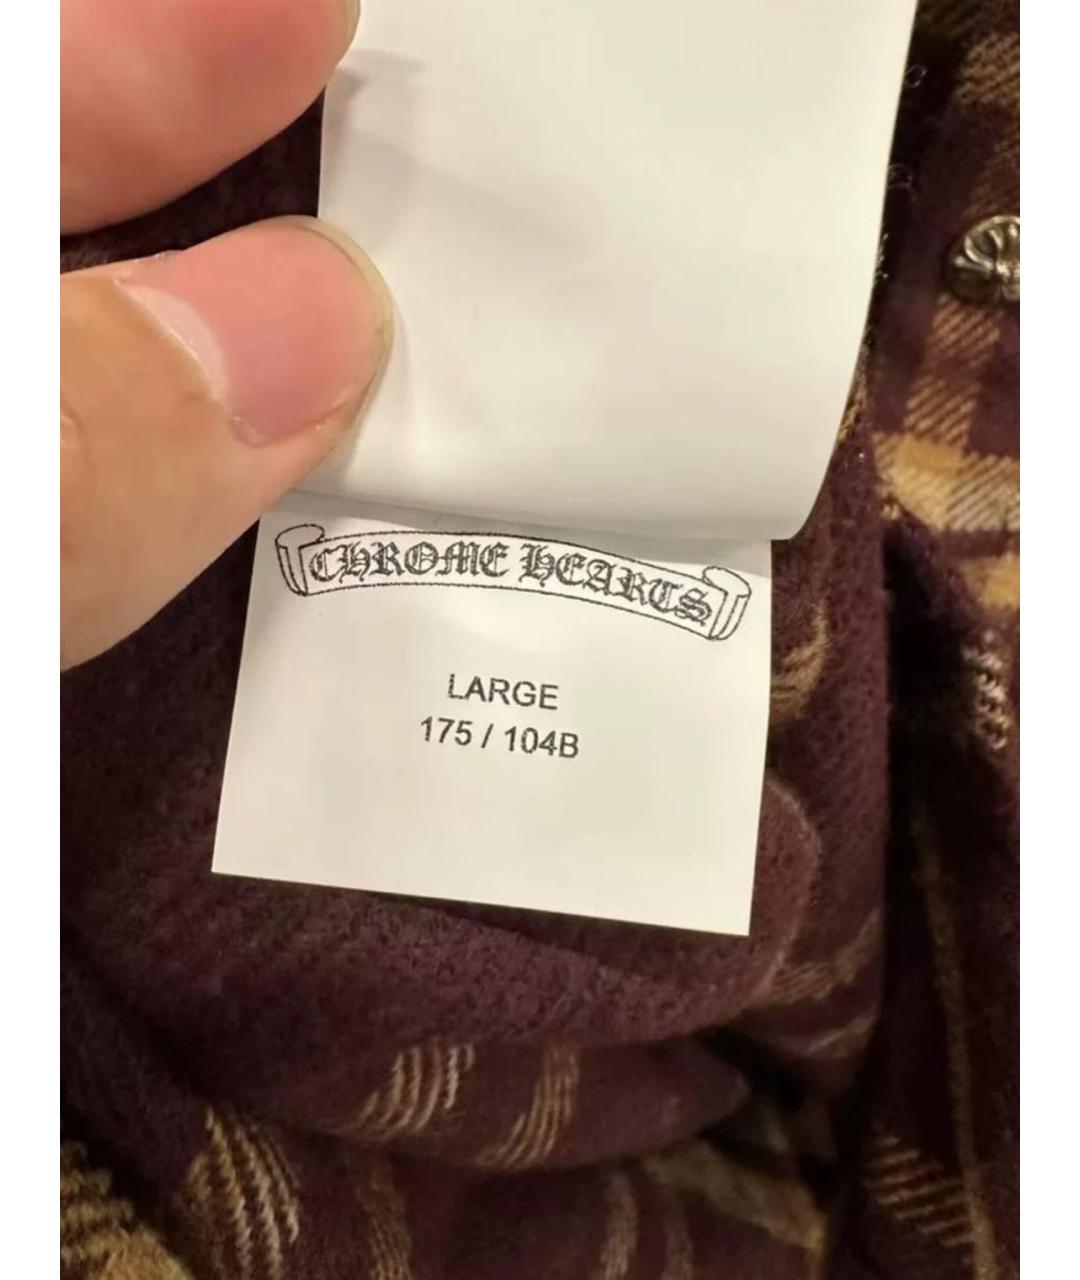 CHROME HEARTS
LARGE
175 / 104B